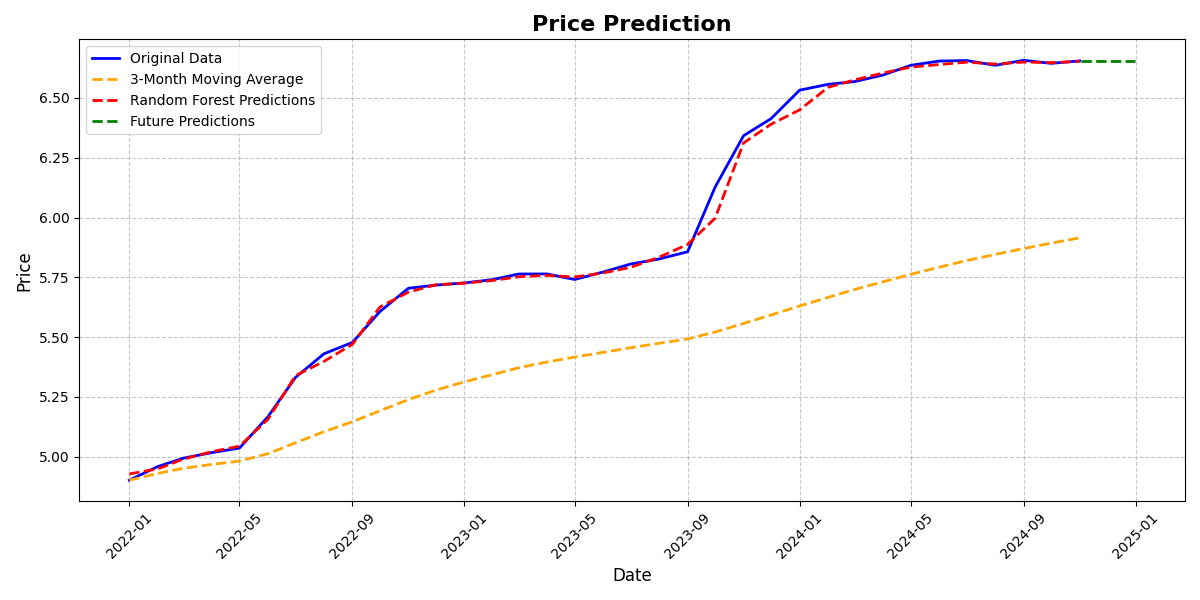 Price Prediction
Original Data
3-Month Moving Average
Random Forest Predictions
Future Predictions
Price
6.50
6.25
6.00
5.75
5.50
5.25
5.00
2022-01
2022-05
2022-09
2023-01
2023-05
2023-09
2024-01
2024-05
2024-09
2025-01
Date